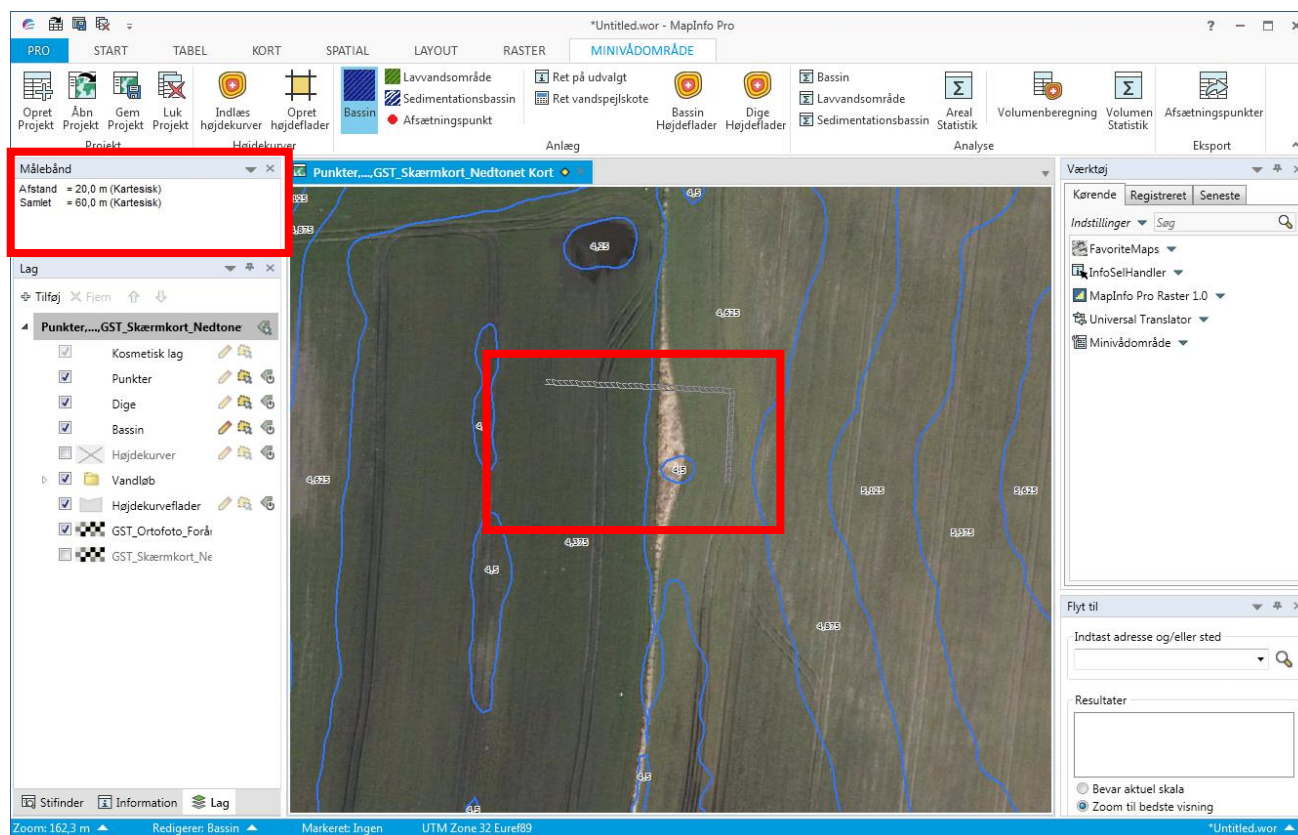 *Untitled.wor - MapInfo Pro
PRO START TABEL KORT SPATIAL LAYOUT RASTER MINIVÅDOMRÅDE
Opret Projekt
Åbn Projekt
Gem Projekt
Luk Projekt
Projekt
Indlæs højdekurver
Opret højdeflader
Højdekurver
Bassin
Lavvandsområde
Sedimentationsbassin
Afsætningspunkt
Ret på udvalgt
Ret vandspejlskote
Bassin Højdeflader
Dige Højdeflader
Anlæg
Bassin
Lavvandsområde
Sedimentationsbassin
Areal Statistik
Volumenberegning
Volumen Statistik
Analyse
Afsætningspunkter
Eksport
Målebånd
Afstand = 20,0 m (Kartesisk)
Samlet = 60,0 m (Kartesisk)
Lag
Tilføj Fjern
Punkter,...,GST_Skærmkort_Nedtone
Kosmetisk lag
Punkter
Dige
Bassin
Højdekurver
Vandløb
Højdekurveflader
GST_Ortofoto_Forår
GST_Skærmkort_Ne
Stifinder Information Lag
Punkter,...,GST_Skærmkort_Nedtonet Kort
4,5
4,875
4,25
4,625
4,5
4,625
5,125
5,625
5,375
4,375
4,5
4,875
4,5
4,5
Værktøj
Kørende Registreret Seneste
Indstillinger Søg
FavoriteMaps
InfoSelHandler
MapInfo Pro Raster 1.0
Universal Translator
Minivådområde
Flyt til
Indtast adresse og/eller sted
Resultater
Bevar aktuel skala
Zoom til bedste visning
Zoom: 162,3 m Redigerer: Bassin Markeret: Ingen UTM Zone 32 Euref89 *Untitled.wor